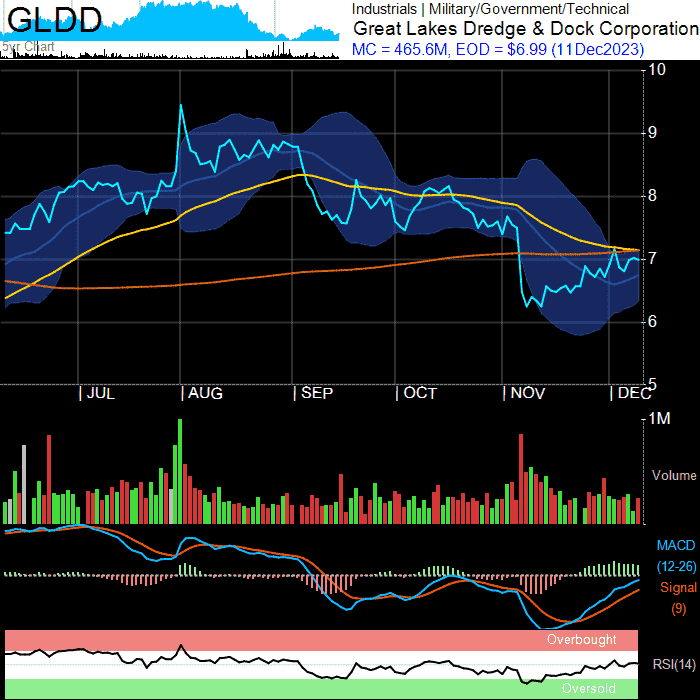 GLDD
5yr Chart
Industrials | Military/Government/Technical
Great Lakes Dredge & Dock Corporation
MC = 465.6M, EOD = $6.99 (11Dec2023)
10
9
8
7
6
5
| JUL | AUG | SEP | OCT | NOV | DEC
1M
Volume
MACD
(12-26)
Signal
(9)
Overbought
RSI(14)
Oversold